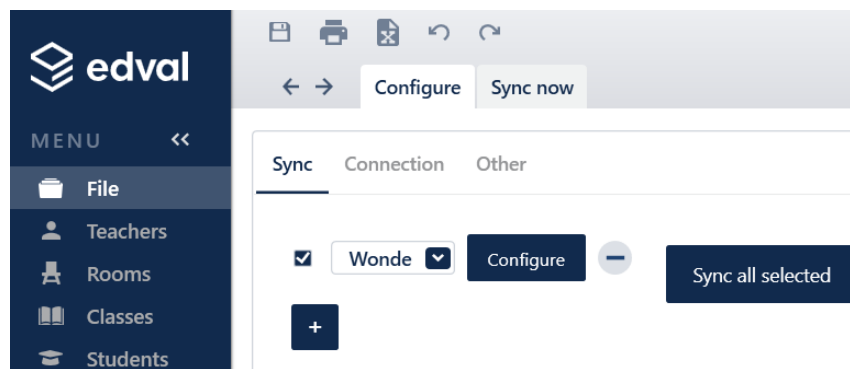 edval
Configure Sync now
MENU
Sync Connection Other
File
Teachers
Wonde Configure
Rooms
Sync all selected
Classes
+
Students